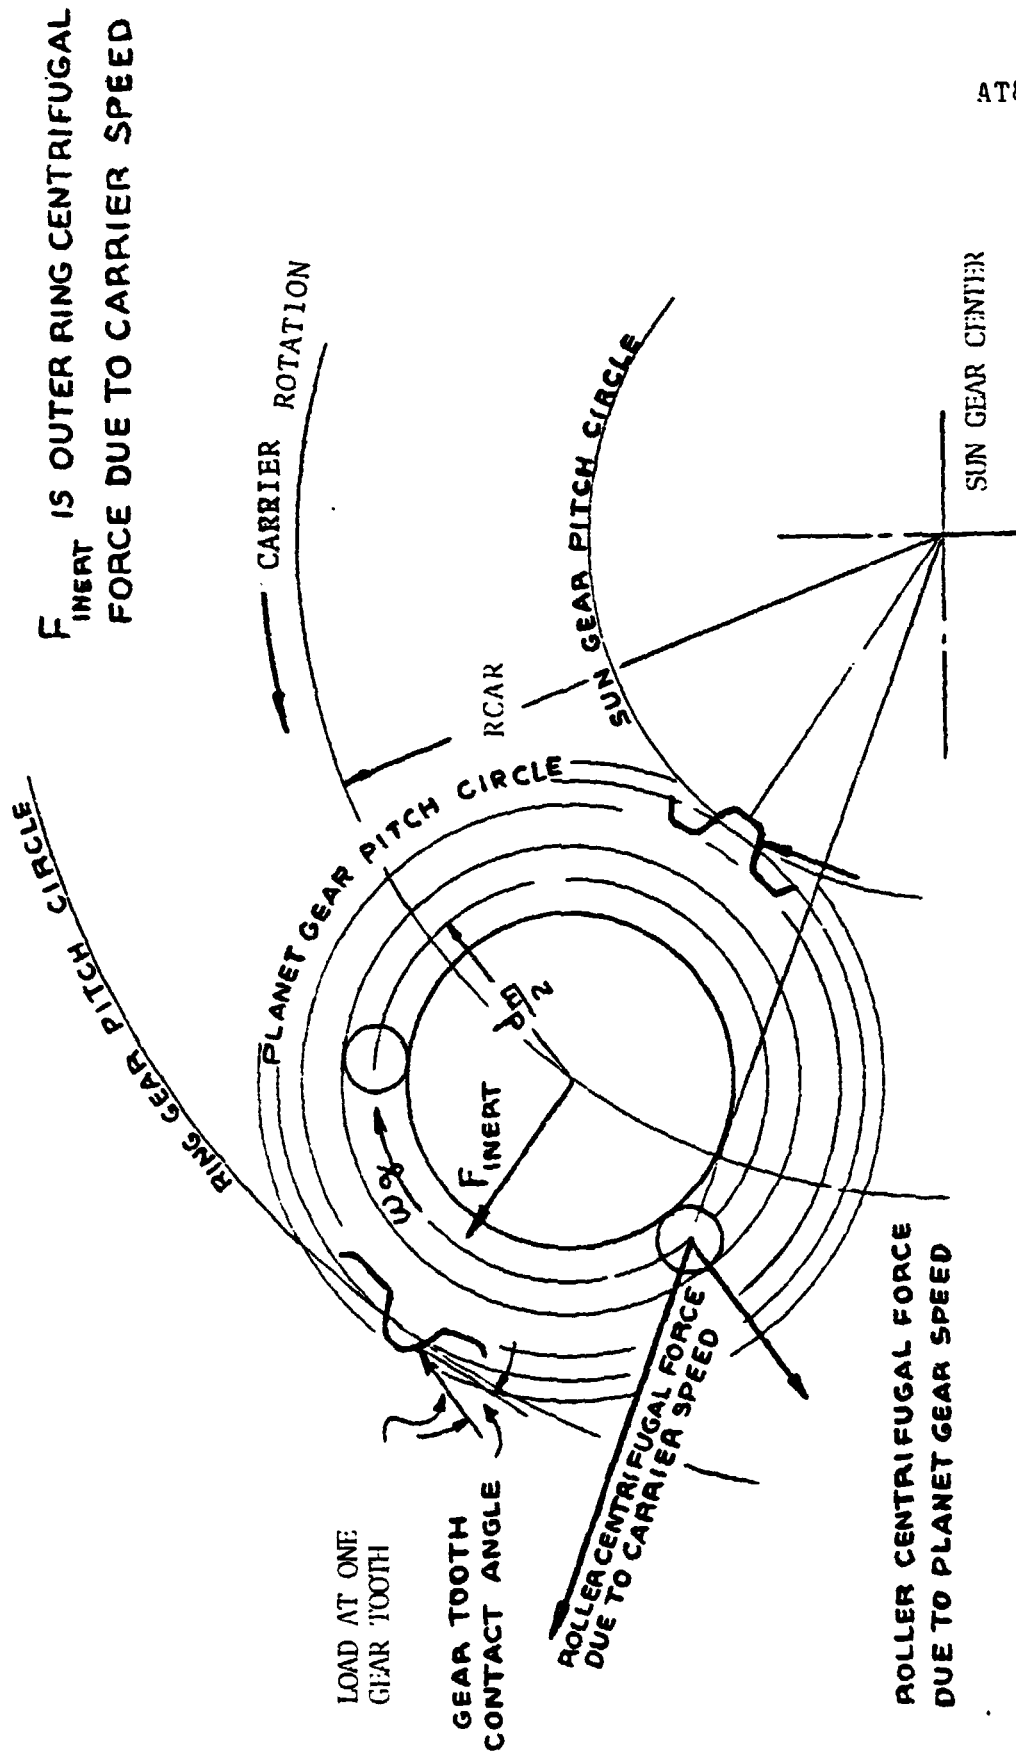 F INERT IS OUTER RING CENTRIFUGAL
FORCE DUE TO CARRIER SPEED
AT8
CARRIER ROTATION
RING GEAR PITCH CIRCLE
PLANET GEAR PITCH CIRCLE
RCAR
SUN GEAR PITCH CIRCLE
SUN GEAR CENTER
F INERT
LOAD AT ONE
GEAR TOOTH
GEAR TOOTH
CONTACT ANGLE
ROLLER CENTRIFUGAL FORCE
DUE TO CARRIER SPEED
ROLLER CENTRIFUGAL FORCE
DUE TO PLANET GEAR SPEED